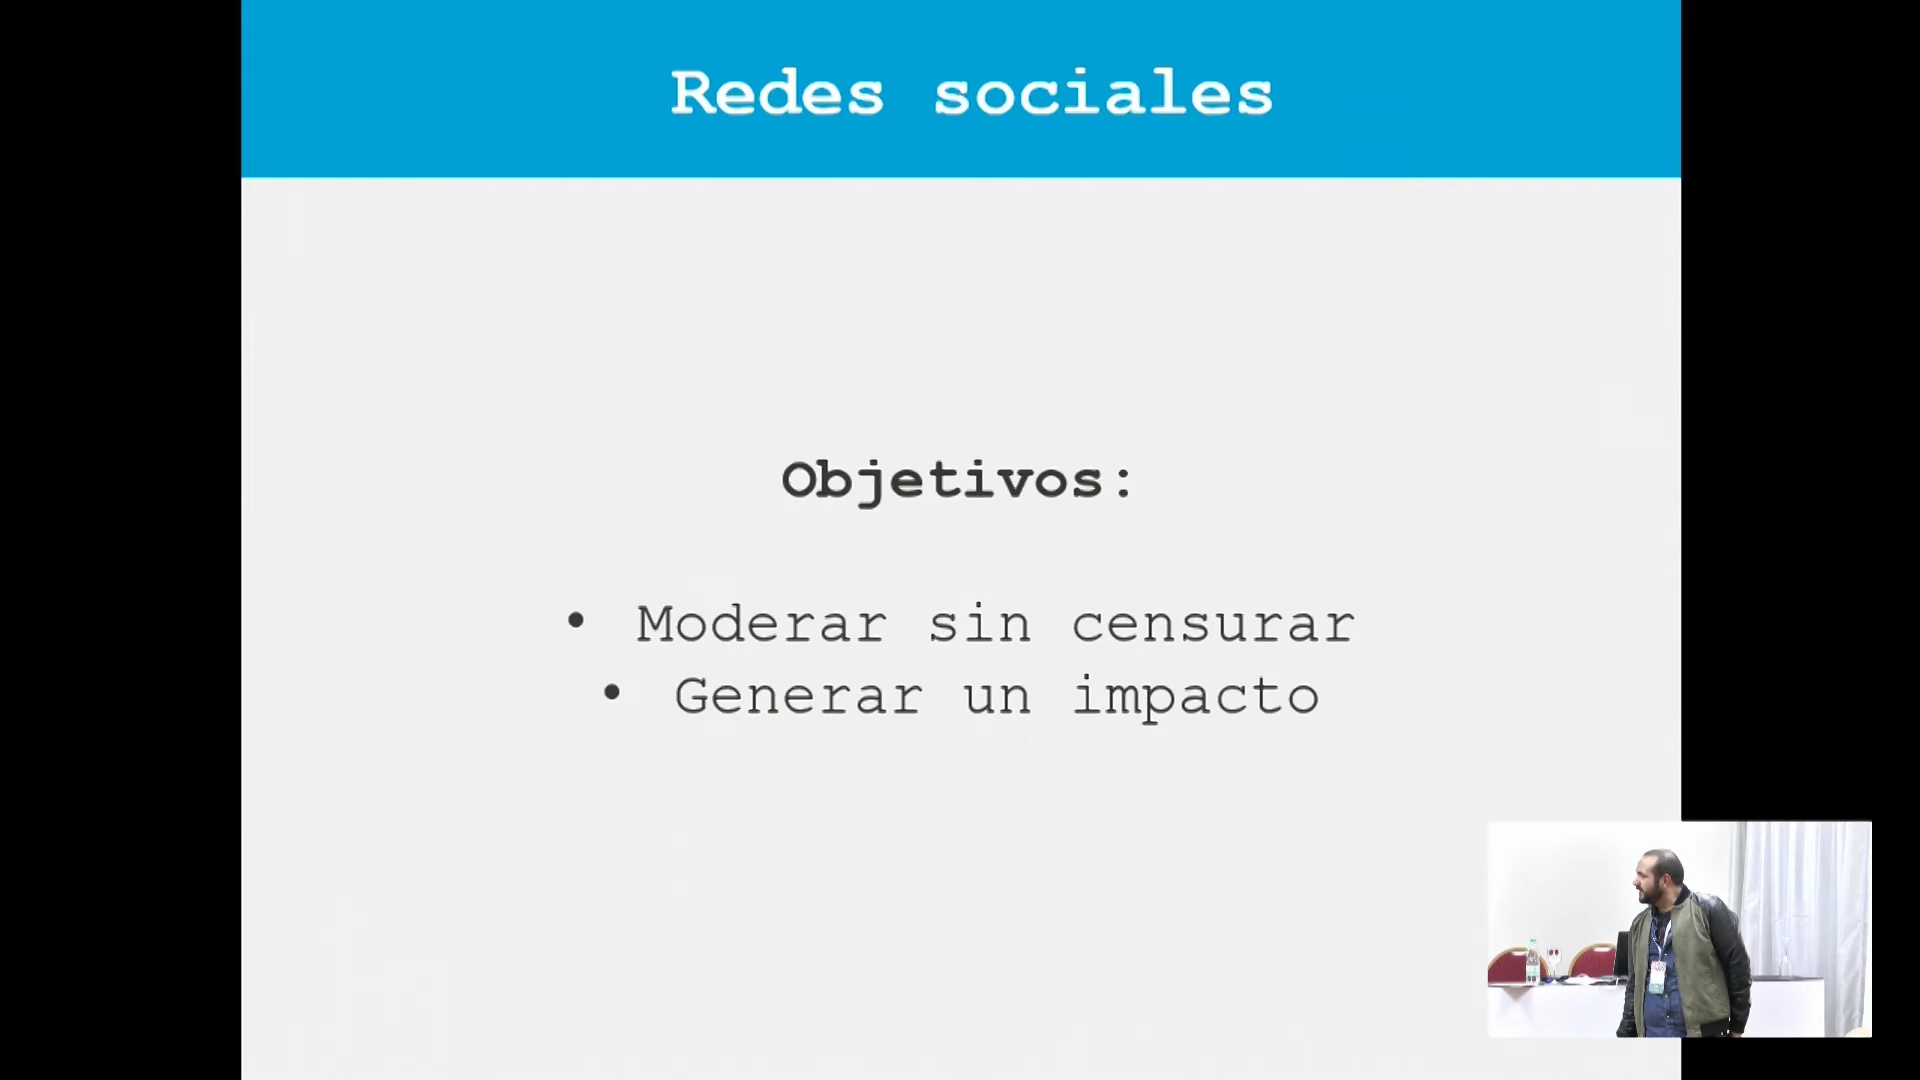 Redes sociales
Objetivos:
• Moderar sin censurar
• Generar un impacto